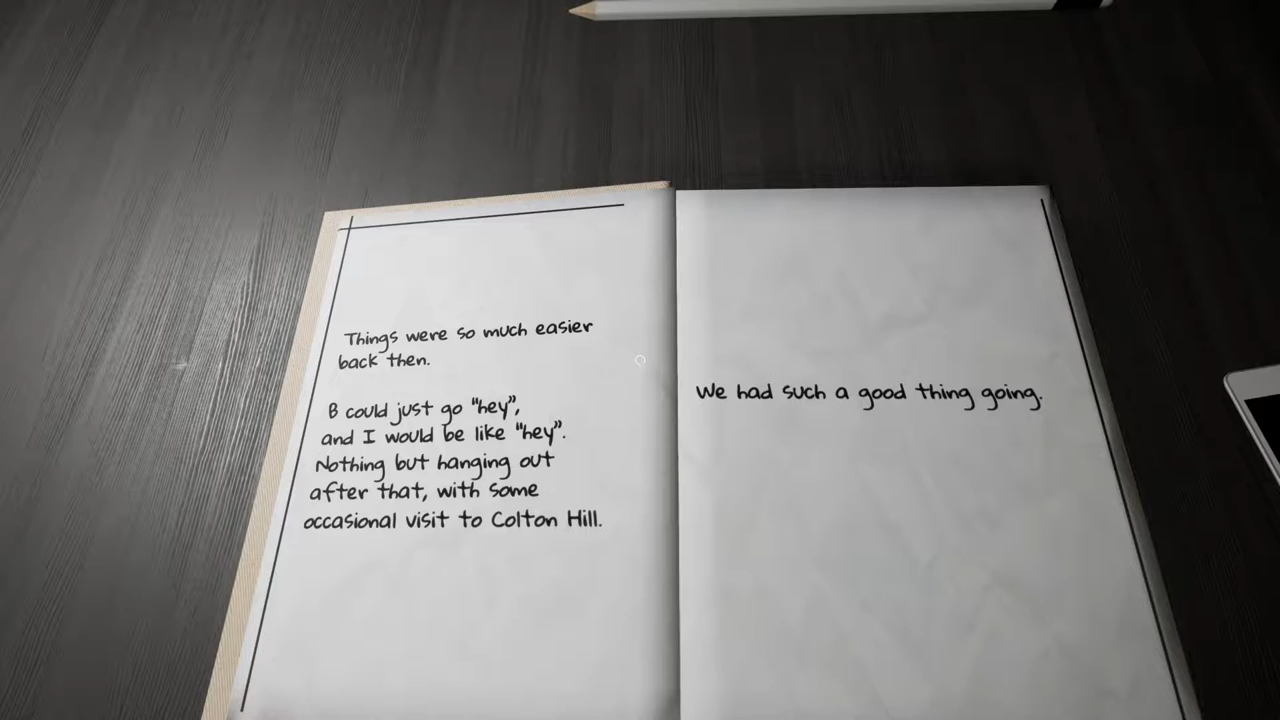 Things were so much easier
back then.
B could just go "hey",
and I would be like "hey".
Nothing but hanging out
after that, with some
occasional visit to Colton Hill.
We had such a good thing going.